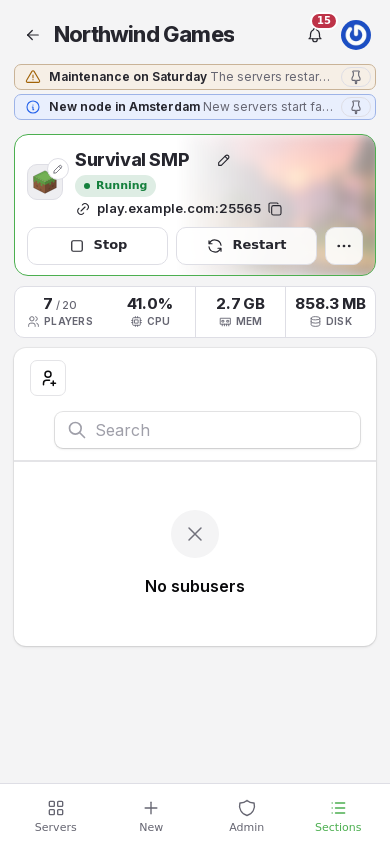 Northwind Games
15
Maintenance on Saturday The servers restar...
New node in Amsterdam New servers start fa...
Survival SMP
Running
play.example.com:25565
Stop
Restart
7 / 20
PLAYERS
41.0%
CPU
2.7 GB
MEM
858.3 MB
DISK
Search
No subusers
Servers
New
Admin
Sections